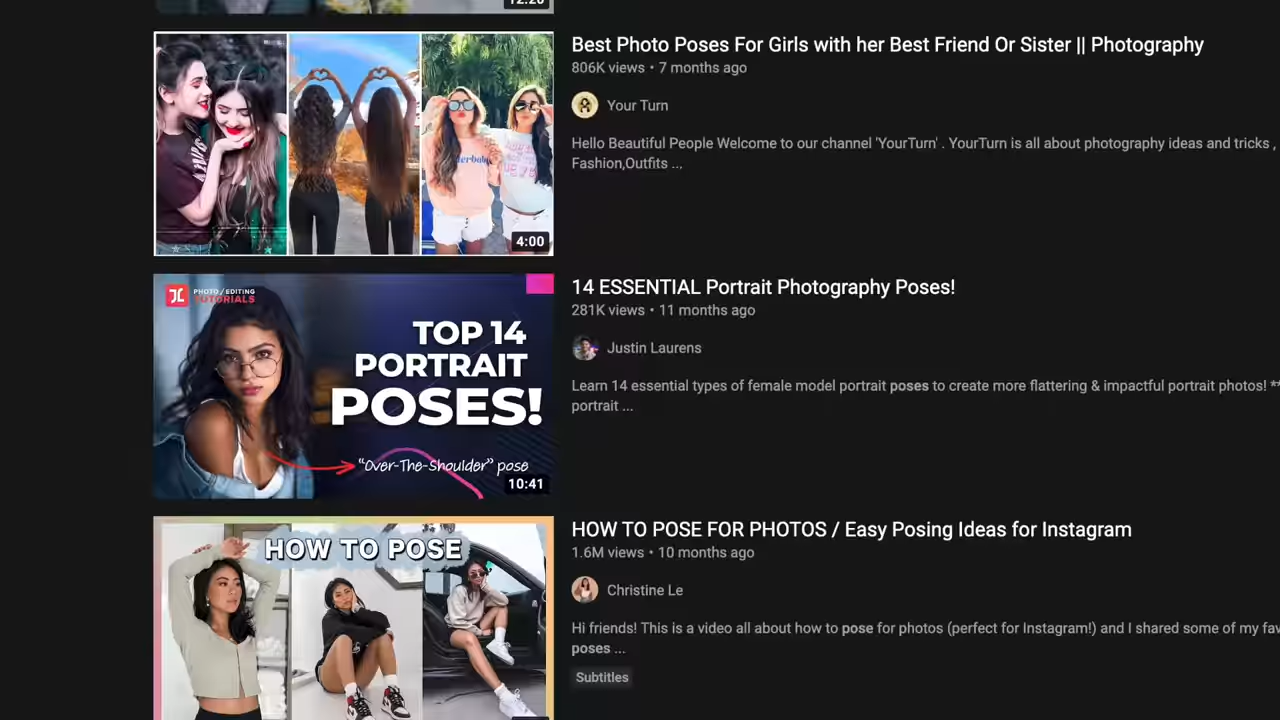 12:20
Best Photo Poses For Girls with her Best Friend Or Sister || Photography
806K views • 7 months ago
Your Turn
Hello Beautiful People Welcome to our channel 'YourTurn' . YourTurn is all about photography ideas and tricks ,
Fashion,Outfits ...
4:00
PHOTO / EDITING
TUTORIALS
TOP 14
PORTRAIT
POSES!
"Over-The-Shoulder" pose
10:41
14 ESSENTIAL Portrait Photography Poses!
281K views • 11 months ago
Justin Laurens
Learn 14 essential types of female model portrait poses to create more flattering & impactful portrait photos! **
portrait ...
HOW TO POSE
HOW TO POSE FOR PHOTOS / Easy Posing Ideas for Instagram
1.6M views • 10 months ago
Christine Le
Hi friends! This is a video all about how to pose for photos (perfect for Instagram!) and I shared some of my fav
poses ...
Subtitles